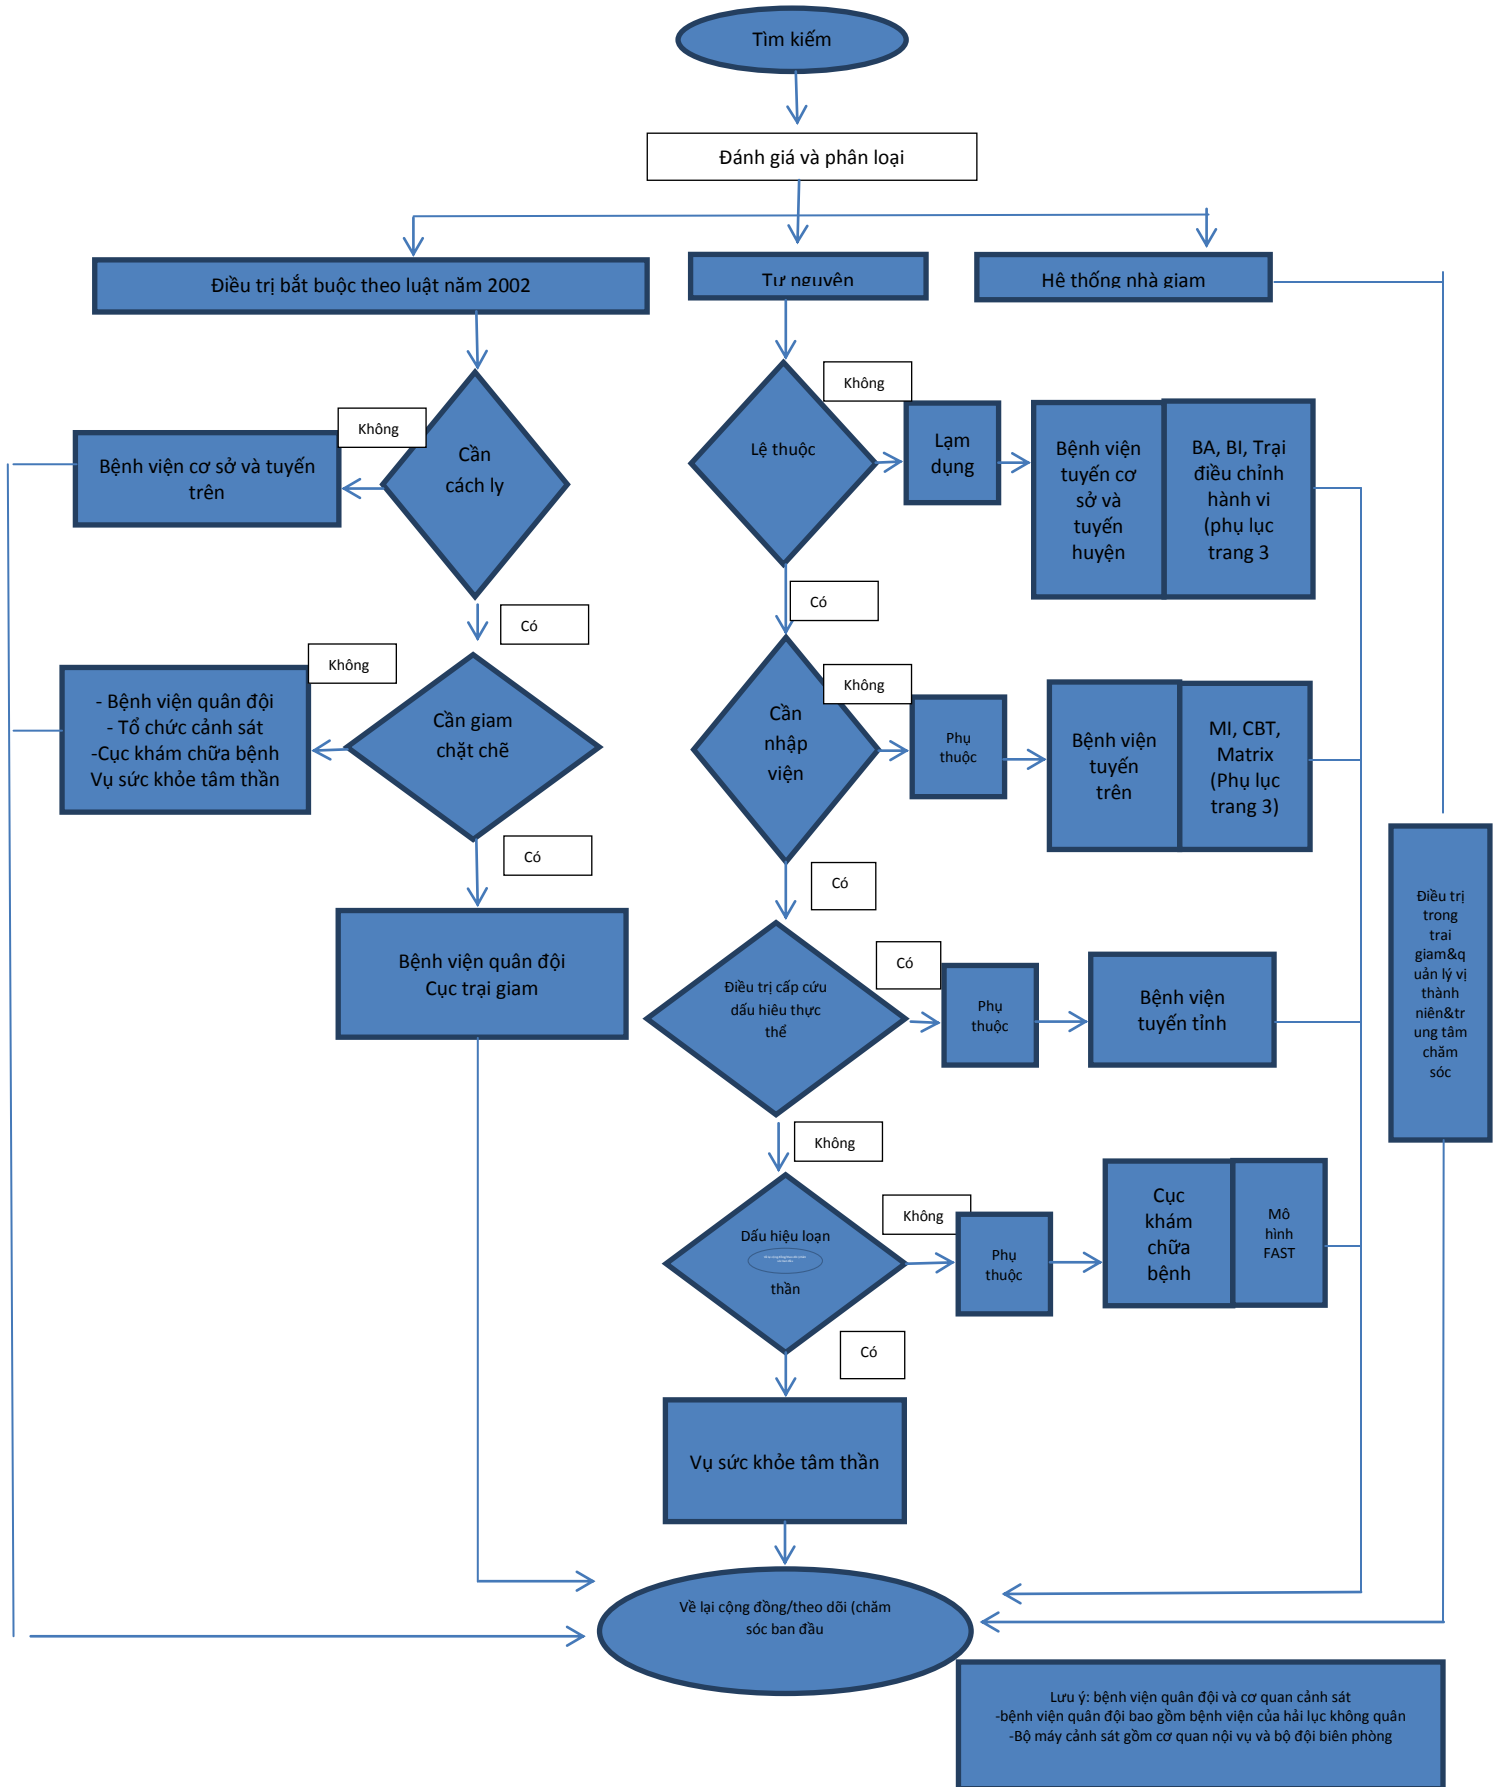 Tìm kiếm
Đánh giá và phân loại
Điều trị bắt buộc theo luật năm 2002
Tự nguyện
Hệ thống nhà giam
Không
Cần
cách ly
Bệnh viện cơ sở và tuyến
trên
Không
Lệ thuộc
Lạm
dụng
Bệnh viện
tuyến cơ
sở và
tuyến
huyện
BA, BI, Trại
điều chỉnh
hành vi
(phụ lục
trang 3
Có
Có
Không
- Bệnh viện quân đội
- Tổ chức cảnh sát
-Cục khám chữa bệnh
Vụ sức khỏe tâm thần
Cần giam
chặt chẽ
Không
Cần
nhập
viện
Phụ
thuộc
Bệnh viện
tuyến
trên
MI, CBT,
Matrix
(Phụ lục
trang 3)
Có
Có
Bệnh viện quân đội
Cục trại giam
Điều trị cấp cứu
dấu hiêu thực
thể
Có
Phụ
thuộc
Bệnh viện
tuyến tỉnh
Điều trị
trong
trai
giam&q
uản lý vị
thành
niên&tr
ung tâm
chăm
sóc
Không
Dấu hiệu loạn
thần
Không
Phụ
thuộc
Cục
khám
chữa
bệnh
Mô
hình
FAST
Có
Vụ sức khỏe tâm thần
Về lại cộng đồng/theo dõi (chăm
sóc ban đầu
Lưu ý: bệnh viện quân đội và cơ quan cảnh sát
-bệnh viện quân đội bao gồm bệnh viện của hải lục không quân
-Bộ máy cảnh sát gồm cơ quan nội vụ và bộ đội biên phòng